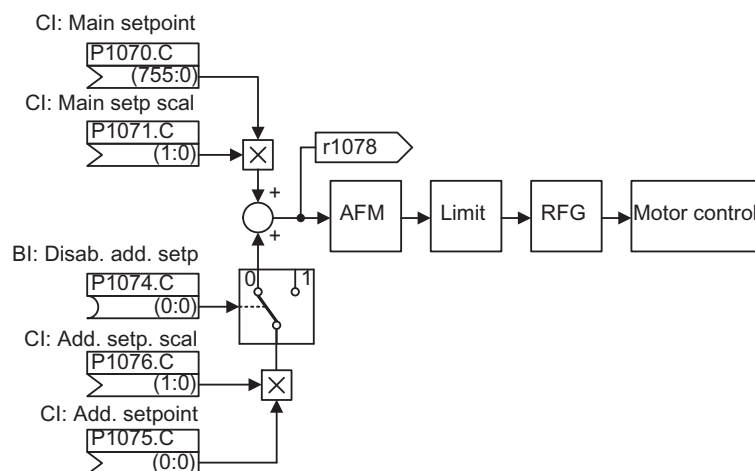 CI: Main setpoint
P1070.C
(755:0)
CI: Main setp scal
P1071.C
(1:0)
r1078
+
+
AFM
Limit
RFG
Motor control
BI: Disab. add. setp
P1074.C
(0:0)
0
1
CI: Add. setp. scal
P1076.C
(1:0)
CI: Add. setpoint
P1075.C
(0:0)